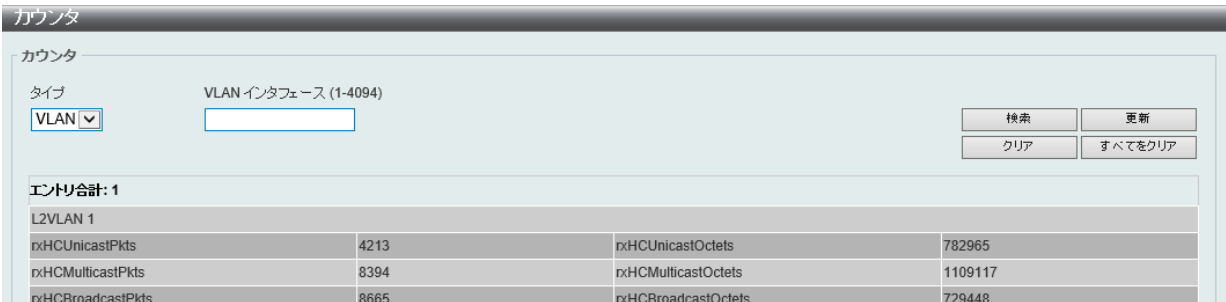 カウンタ
カウンタ
タイプ
VLAN インタフェース (1-4094)
VLAN
検索
更新
クリア
すべてをクリア
エントリ合計: 1
L2VLAN 1
rxHCUnicastPkts 4213 rxHCUnicastOctets 782965
rxHCMulticastPkts 8394 rxHCMulticastOctets 1109117
rxHCBroadcastPkts 8665 rxHCBroadcastOctets 729448